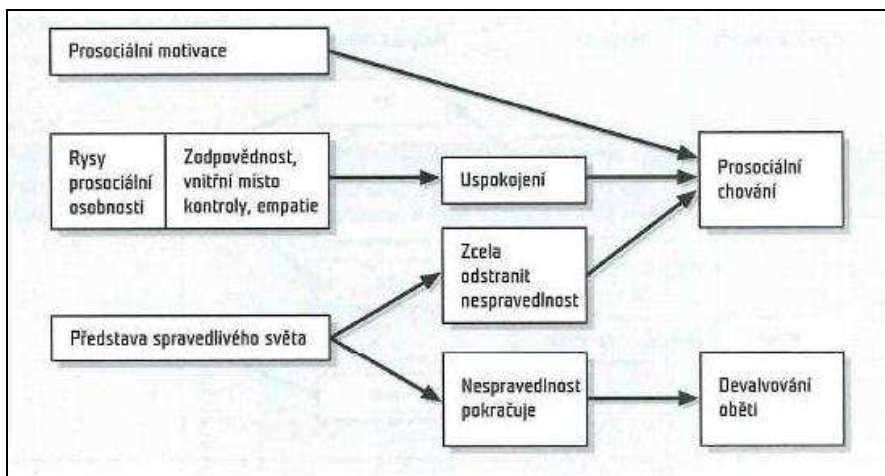 Prosociální motivace
Rysy
prosociální
osobnosti
Zodpovědnost,
vnitřní místo
kontroly, empatie
Uspokojení
Prosociální
chování
Zcela
odstranit
nespravedlnost
Představa spravedlivého světa
Nespravedlnost
pokračuje
Devalvování
oběti